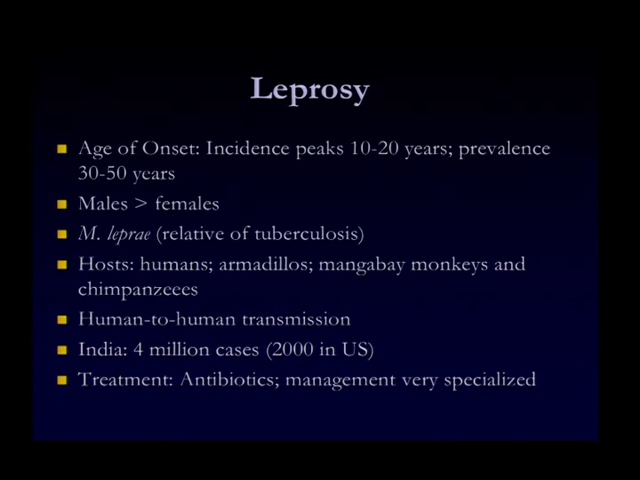 Leprosy
Age of Onset: Incidence peaks 10-20 years; prevalence
30-50 years
Males > females
M. leprae (relative of tuberculosis)
Hosts: humans; armadillos; mangabay monkeys and
chimpanzeees
Human-to-human transmission
India: 4 million cases (2000 in US)
Treatment: Antibiotics; management very specialized